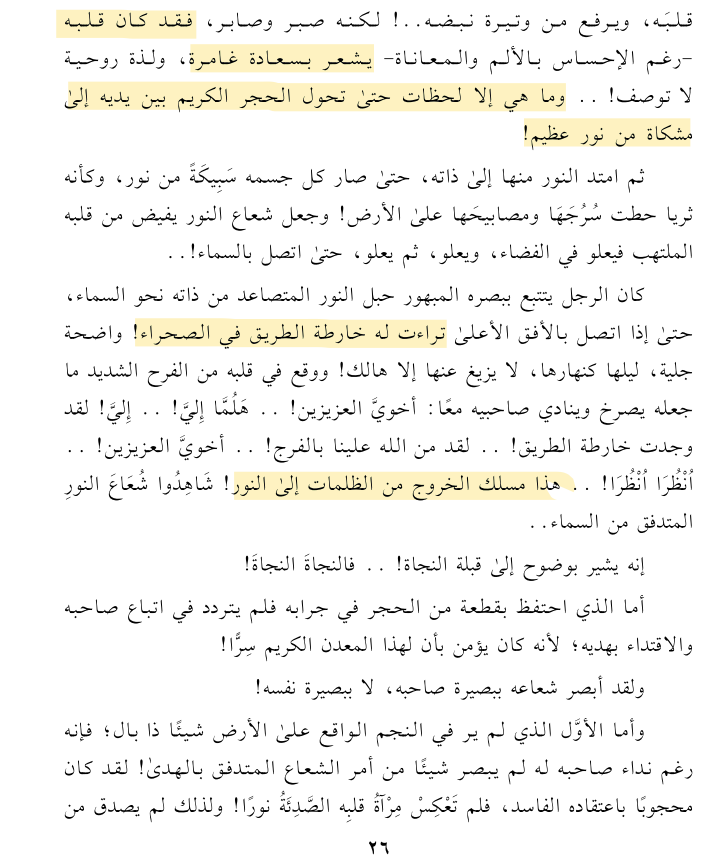 قلبَه، ويرفع من وتيرة نبضه..! لكنه صبر وصابر، فقد كان قلبه
-رغم الإحساس بالألم والمعاناة- يشعر بسعادة غامرة، ولذة روحية
لا توصف! .. وما هي إلا لحظات حتىٰ تحول الحجر الكريم بين يديه إلىٰ
مشكاة من نور عظيم!
ثم امتد النور منها إلىٰ ذاته، حتىٰ صار كل جسمه سَبِيكَةً من نور، وكأنه
ثريا حطت سُرُجَهَا ومصابيحَها علىٰ الأرض! وجعل شعاع النور يفيض من قلبه
الملتهب فيعلو في الفضاء، ويعلو، ثم يعلو، حتىٰ اتصل بالسماء!..
كان الرجل يتتبع ببصره المبهور حبل النور المتصاعد من ذاته نحو السماء،
حتىٰ إذا اتصل بالأفق الأعلىٰ تراءت له خارطة الطريق في الصحراء! واضحة
جلية، ليلها كنهارها، لا يزيغ عنها إلا هالك! ووقع في قلبه من الفرح الشديد ما
جعله يصرخ وينادي صاحبيه معًا: أخويَّ العزيزين! .. هَلُمَّا إليَّ! .. إليَّ! لقد
وجدت خارطة الطريق! .. لقد من الله علينا بالفرج! .. أخويَّ العزيزين! ..
اُنْظُرَا اُنْظُرَا! .. هذا مسلك الخروج من الظلمات إلىٰ النور! شَاهِدُوا شُعَاعَ النورِ
المتدفق من السماء..
إنه يشير بوضوح إلىٰ قبلة النجاة! .. فالنجاةَ النجاةَ!
أما الذي احتفظ بقطعة من الحجر في جرابه فلم يتردد في اتباع صاحبه
والاقتداء بهديه؛ لأنه كان يؤمن بأن لهذا المعدن الكريم سِرًّا!
ولقد أبصر شعاعه ببصيرة صاحبه، لا ببصيرة نفسه!
وأما الأوَّل الذي لم ير في النجم الواقع علىٰ الأرض شيئًا ذا بال؛ فإنه
رغم نداء صاحبه له لم يبصر شيئًا من أمر الشعاع المتدفق بالهدىٰ! لقد كان
محجوبًا باعتقاده الفاسد، فلم تَعْكِسْ مِرْآةُ قلبِه الصَّدِئَةُ نورًا! ولذلك لم يصدق من
٢٦